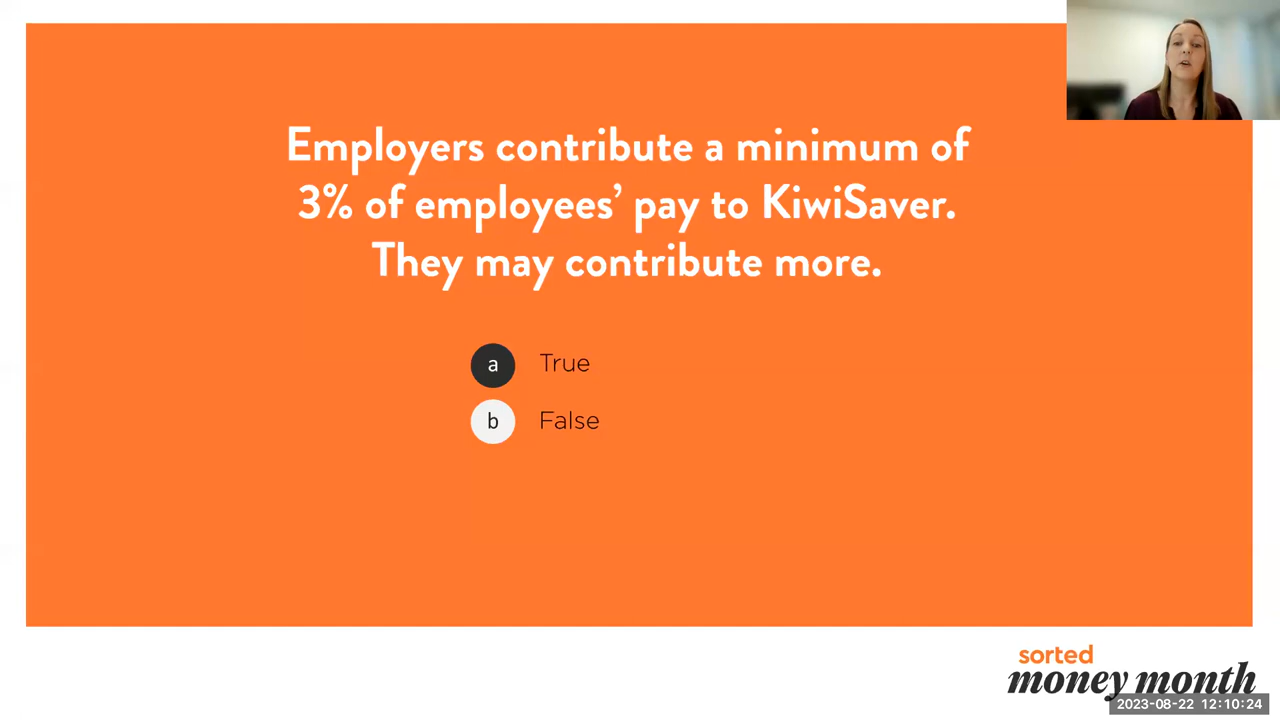 Employers contribute a minimum of
3% of employees’ pay to KiwiSaver.
They may contribute more.
a True
b False
sorted
money month
2023-08-22 12:10:24